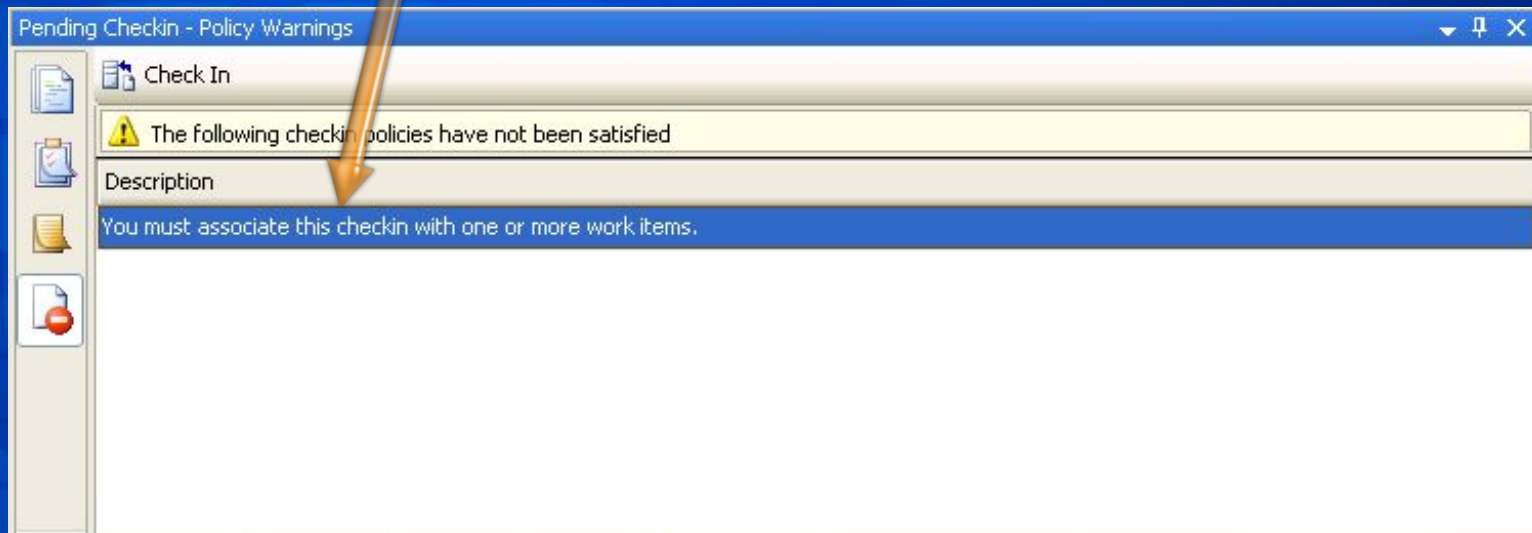 Pending Checkin - Policy Warnings
Check In
The following checkin policies have not been satisfied
Description
You must associate this checkin with one or more work items.